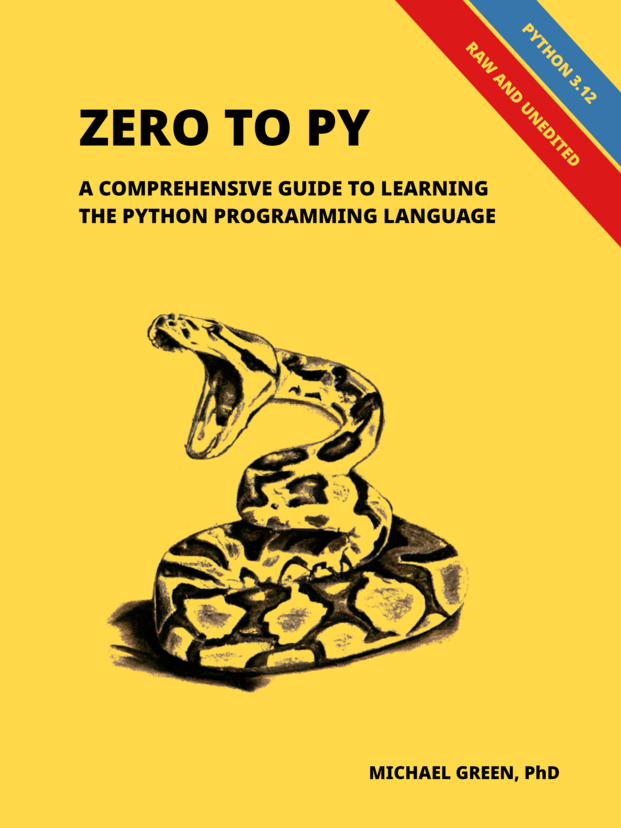 PYTHON 3.12
RAW AND UNEDITED
ZERO TO PY
A COMPREHENSIVE GUIDE TO LEARNING
THE PYTHON PROGRAMMING LANGUAGE
MICHAEL GREEN, PhD